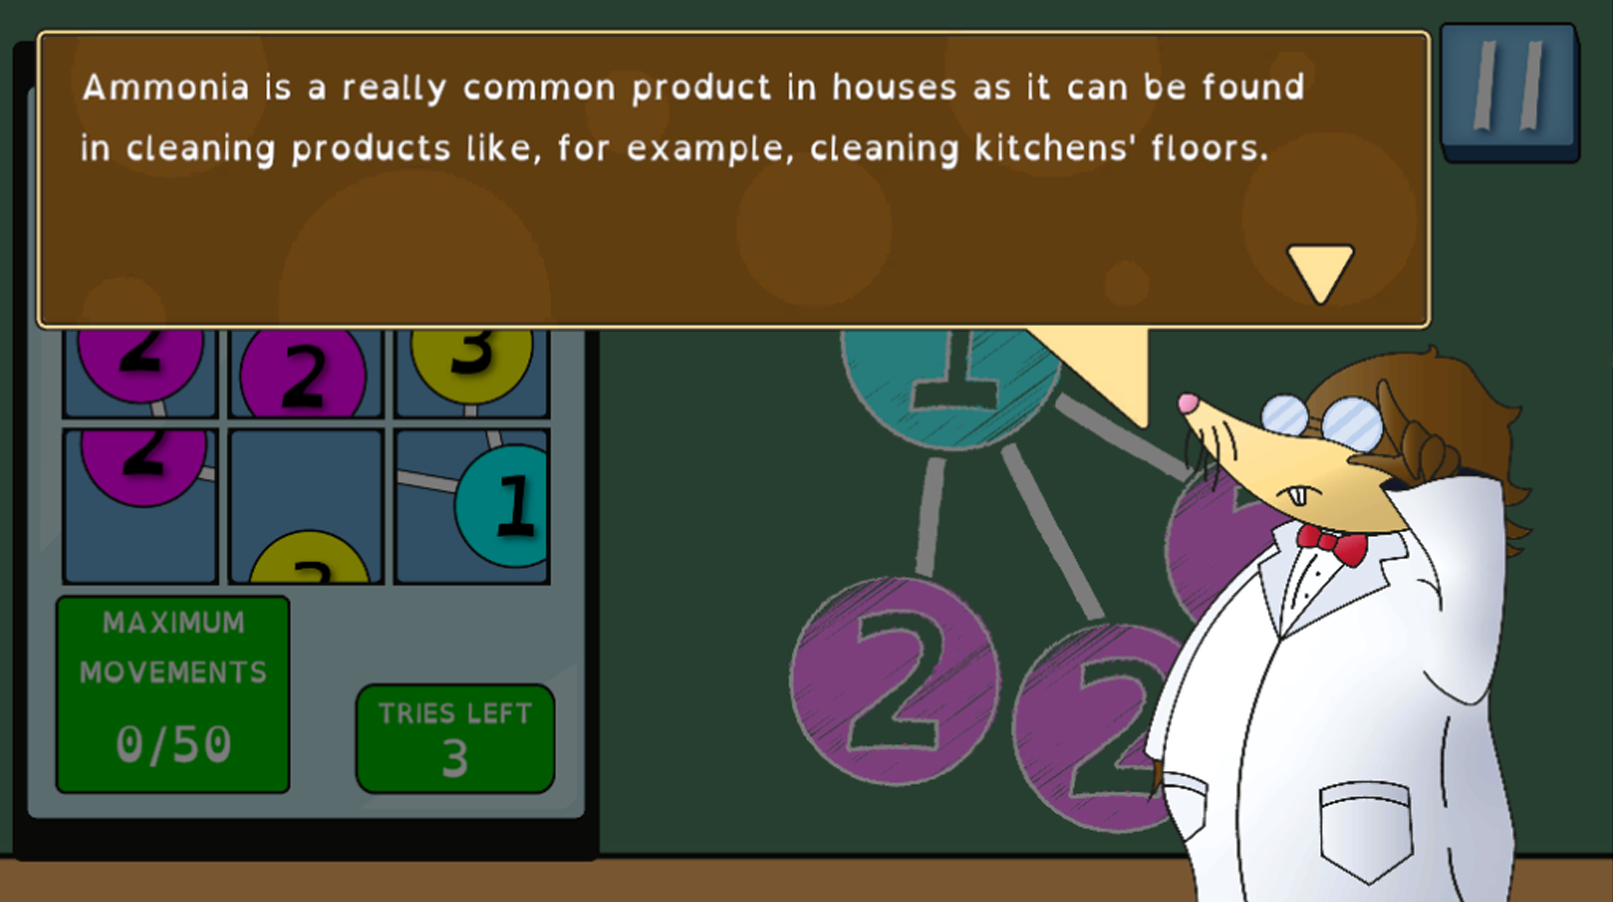 Ammonia is a really common product in houses as it can be found
in cleaning products like, for example, cleaning kitchens' floors.
2 2 3
2 1
MAXIMUM
MOVEMENTS
0/50
TRIES LEFT
3
1
2
2